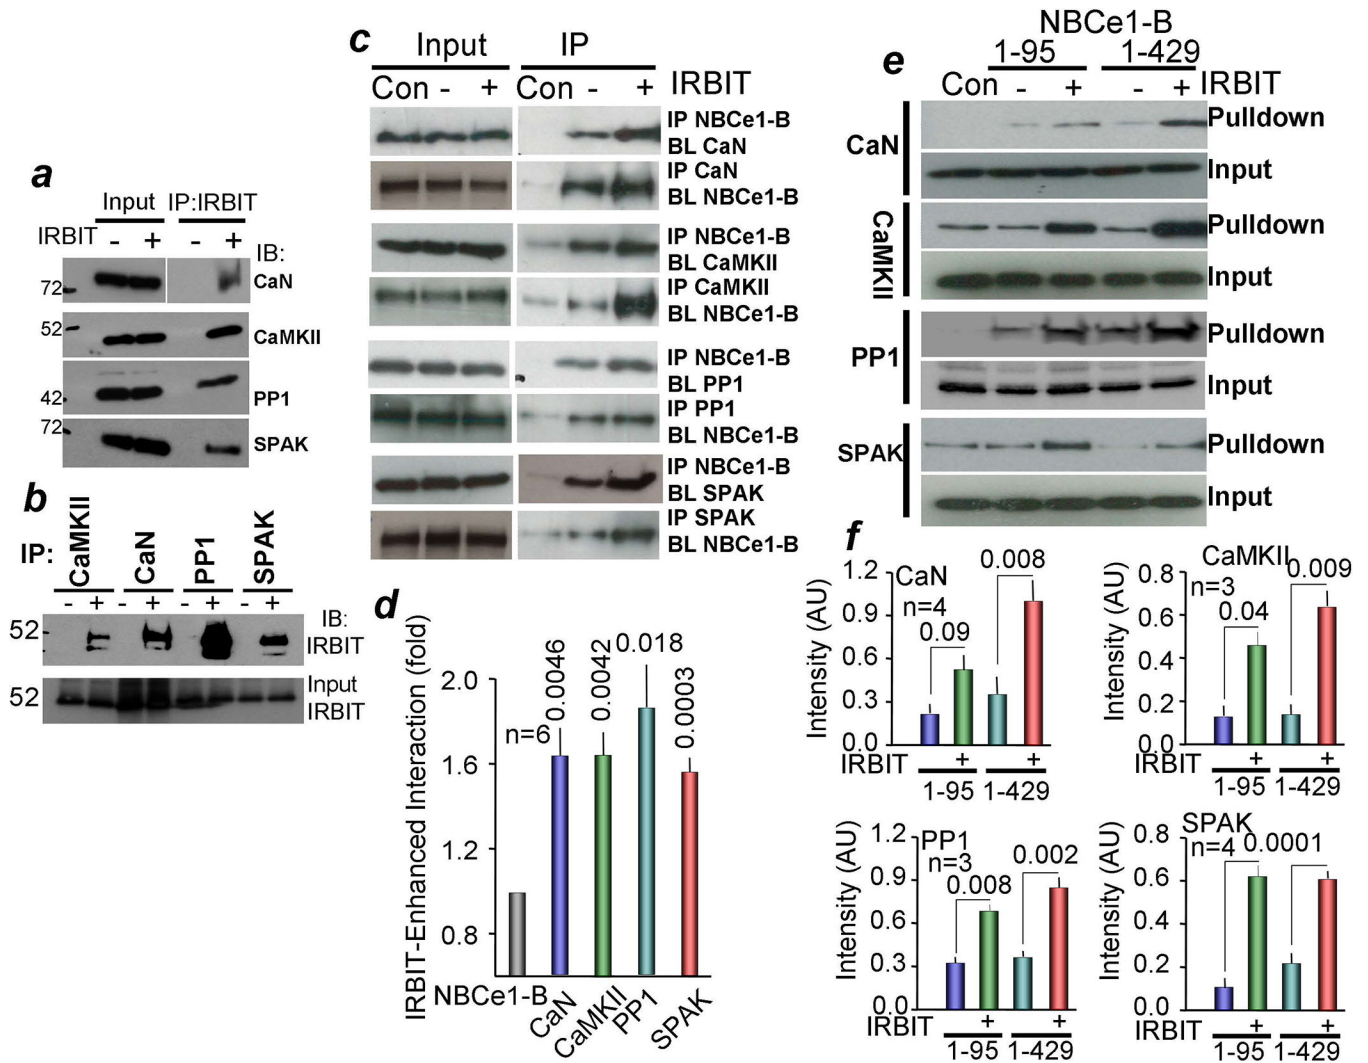 a
Input IP:IRBIT
IRBIT - + - +
IB:
72 CaN
52 CaMKII
42 PP1
72 SPAK
b
IP: CaMKII CaN PP1 SPAK
- + - + - + - +
52 IB:
IRBIT
52 Input
IRBIT
c
Input IP
Con - + Con - + IRBIT
IP NBCe1-B
BL CaN
IP CaN
BL NBCe1-B
IP NBCe1-B
BL CaMKII
IP CaMKII
BL NBCe1-B
IP NBCe1-B
BL PP1
IP PP1
BL NBCe1-B
IP NBCe1-B
BL SPAK
IP SPAK
BL NBCe1-B
d
IRBIT-Enhanced Interaction (fold)
2.0
1.6
1.2
0.8
n=6
0.0046
0.0042
0.018
0.0003
NBCe1-B
CaN
CaMKII
PP1
SPAK
e
NBCe1-B
1-95 1-429
Con - + - + IRBIT
CaN
Pulldown
Input
CaMKII
Pulldown
Input
PP1
Pulldown
Input
SPAK
Pulldown
Input
f
CaN
n=4
Intensity (AU)
1.2
0.9
0.6
0.3
0.0
0.09
0.008
IRBIT + +
1-95 1-429
CaMKII
n=3
Intensity (AU)
0.8
0.6
0.4
0.2
0.0
0.04
0.009
IRBIT + +
1-95 1-429
PP1
n=3
Intensity (AU)
1.2
0.9
0.6
0.3
0.0
0.008
0.002
IRBIT + +
1-95 1-429
SPAK
n=4
Intensity (AU)
0.8
0.6
0.4
0.2
0.0
0.0001
IRBIT + +
1-95 1-429